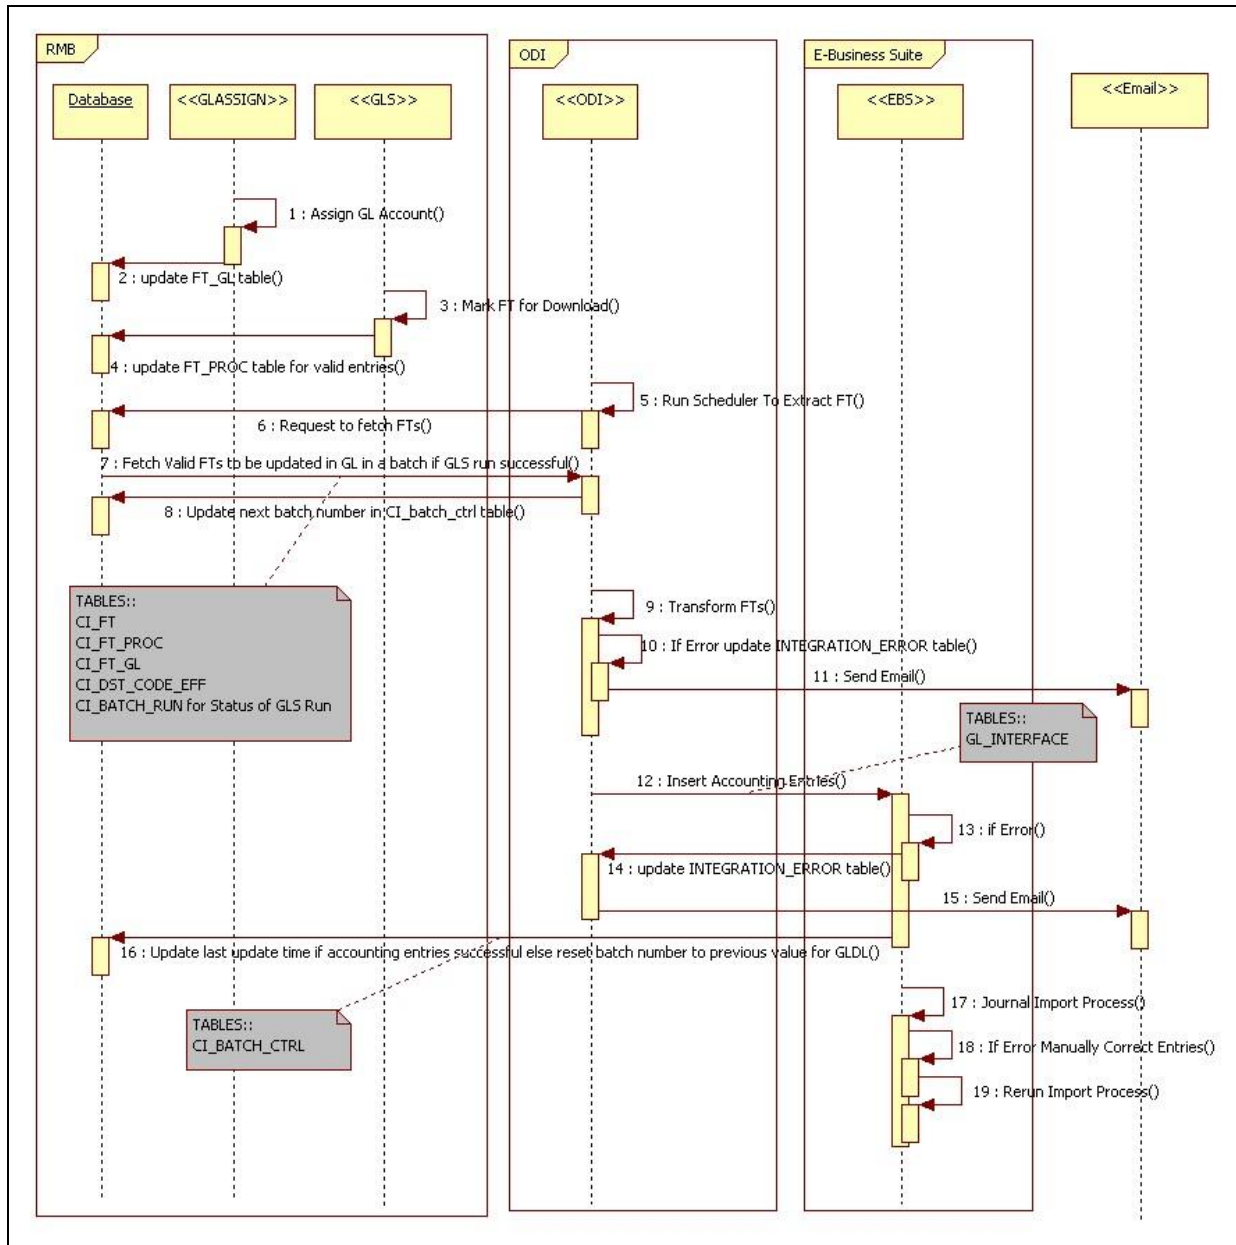 RMB
ODI
E-Business Suite
Database
<<GLASSIGN>>
<<GLS>>
<<ODI>>
<<EBS>>
<<Email>>
1 : Assign GL Account()
2 : update FT_GL table()
3 : Mark FT for Download()
4 : update FT_PROC table for valid entries()
5 : Run Scheduler To Extract FT()
6 : Request to fetch FTs()
7 : Fetch Valid FTs to be updated in GL in a batch if GLS run successful()
8 : Update next batch number in CI_batch_ctrl table()
TABLES::
CI_FT
CI_FT_PROC
CI_FT_GL
CI_DST_CODE_EFF
CI_BATCH_RUN for Status of GLS Run
9 : Transform FTs()
10 : If Error update INTEGRATION_ERROR table()
11 : Send Email()
TABLES::
GL_INTERFACE
12 : Insert Accounting Entries()
13 : if Error()
14 : update INTEGRATION_ERROR table()
15 : Send Email()
16 : Update last update time if accounting entries successful else reset batch number to previous value for GLDL()
TABLES::
CI_BATCH_CTRL
17 : Journal Import Process()
18 : If Error Manually Correct Entries()
19 : Rerun Import Process()